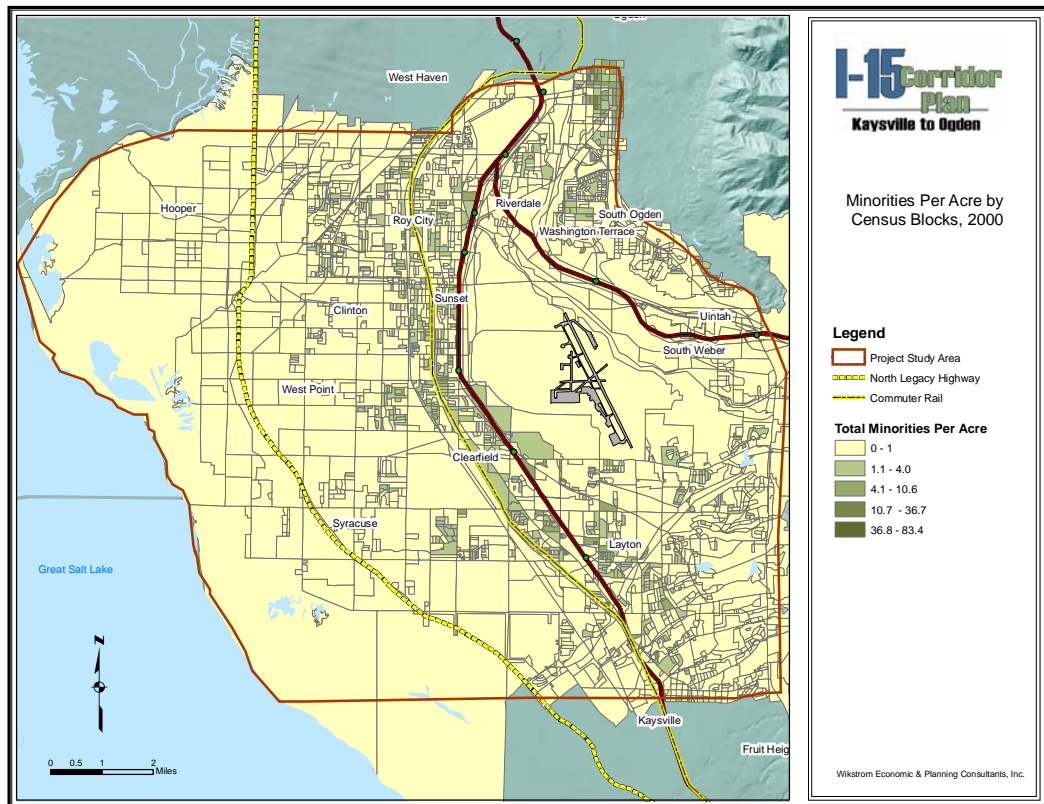 Ogden
West Haven
Hooper
Riverdale
Roy City
South Ogden
Washington Terrace
Sunset
Clinton
Uintah
South Weber
West Point
Clearfield
Syracuse
Layton
Great Salt Lake
Kaysville
Fruit Heig
N
0 0.5 1 2
Miles
I-15 Corridor
Plan
Kaysville to Ogden
Minorities Per Acre by
Census Blocks, 2000
Legend
Project Study Area
North Legacy Highway
Commuter Rail
Total Minorities Per Acre
0 - 1
1.1 - 4.0
4.1 - 10.6
10.7 - 36.7
36.8 - 83.4
Wikstrom Economic & Planning Consultants, Inc.